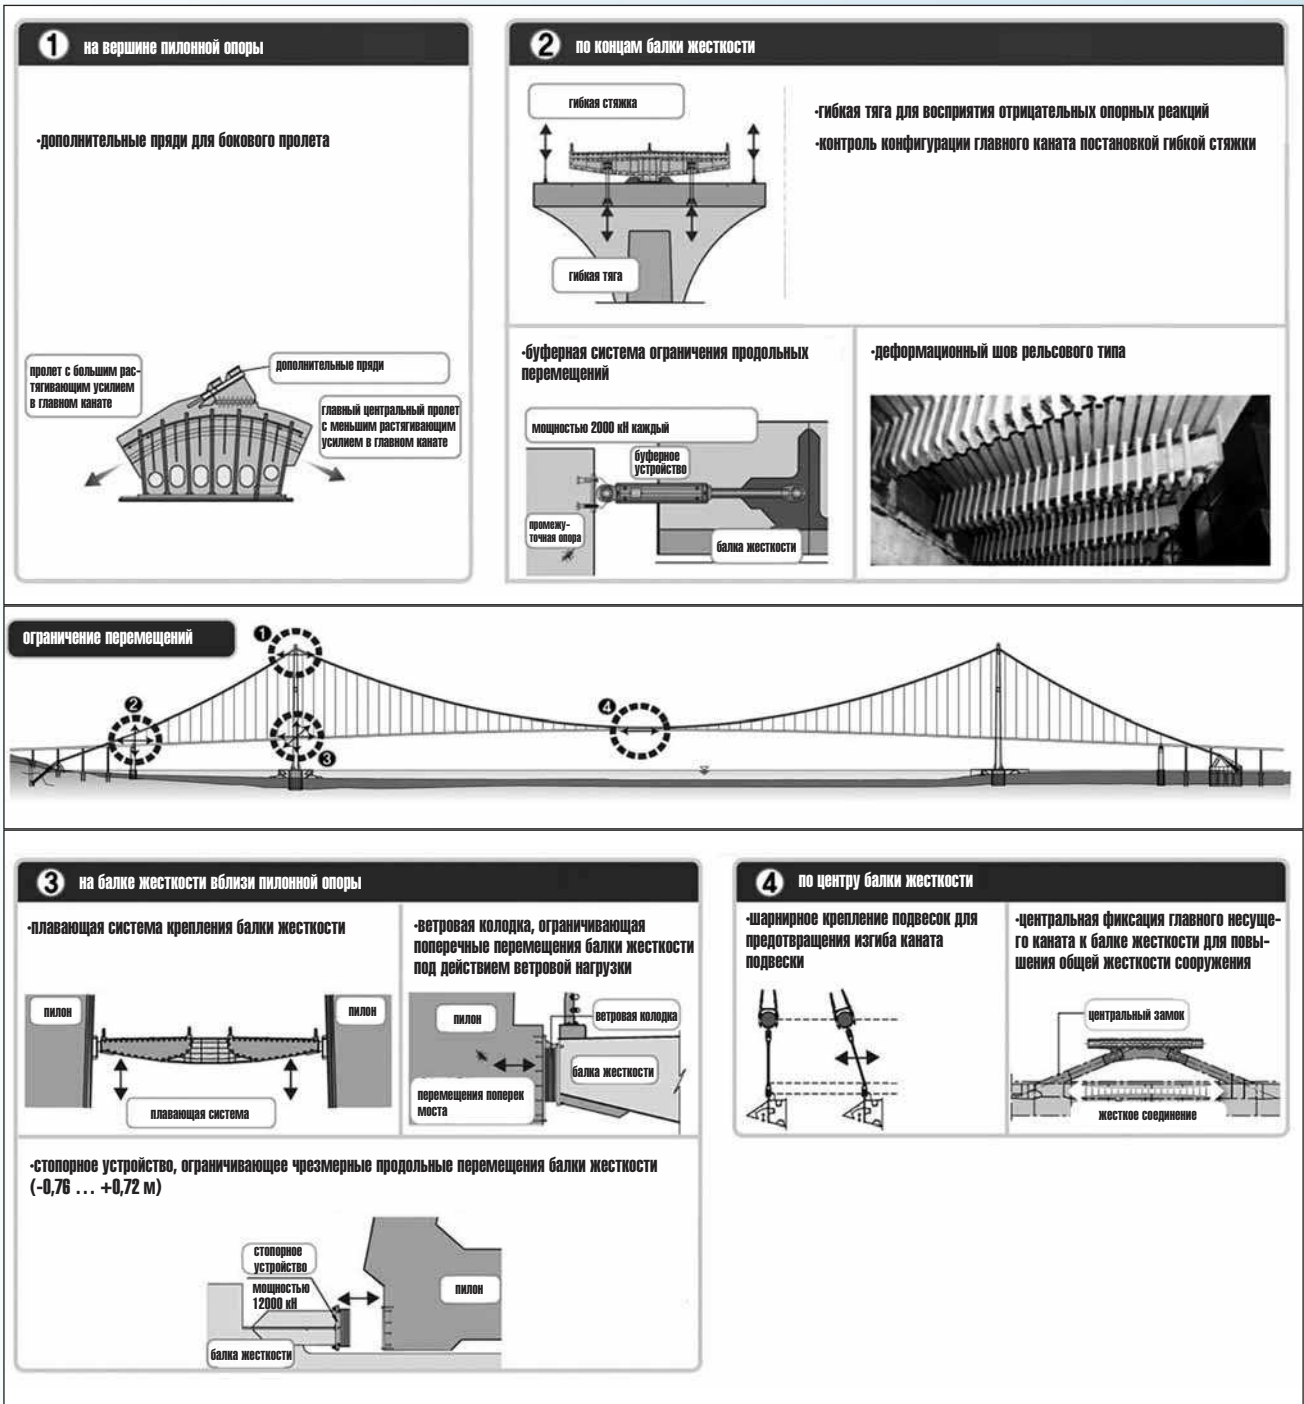 1 на вершине пилонной опоры
·дополнительные пряди для бокового пролета
пролет с большим рас-
тягивающим усилием
в главном канате
дополнительные пряди
главный центральный пролет
с меньшим растягивающим
усилием в главном канате
2 по концам балки жесткости
гибкая стяжка
гибкая тяга
·гибкая тяга для восприятия отрицательных опорных реакций
·контроль конфигурации главного каната постановкой гибкой стяжки
·буферная система ограничения продольных
перемещений
мощностью 2000 кН каждый
буферное
устройство
промежу-
точная опора
балка жесткости
·деформационный шов рельсового типа
ограничение перемещений
1
2
3
4
3 на балке жесткости вблизи пилонной опоры
·плавающая система крепления балки жесткости
пилон
пилон
плавающая система
·ветровая колодка, ограничивающая
поперечные перемещения балки жесткости
под действием ветровой нагрузки
пилон
ветровая колодка
балка жесткости
перемещения поперек
моста
·стопорное устройство, ограничивающее чрезмерные продольные перемещения балки жесткости
(-0,76 ... +0,72 м)
стопорное
устройство
мощностью
12000 кН
пилон
балка жесткости
4 по центру балки жесткости
·шарнирное крепление подвесок для
предотвращения изгиба каната
подвески
·центральная фиксация главного несуще-
го каната к балке жесткости для повы-
шения общей жесткости сооружения
центральный замок
жесткое соединение